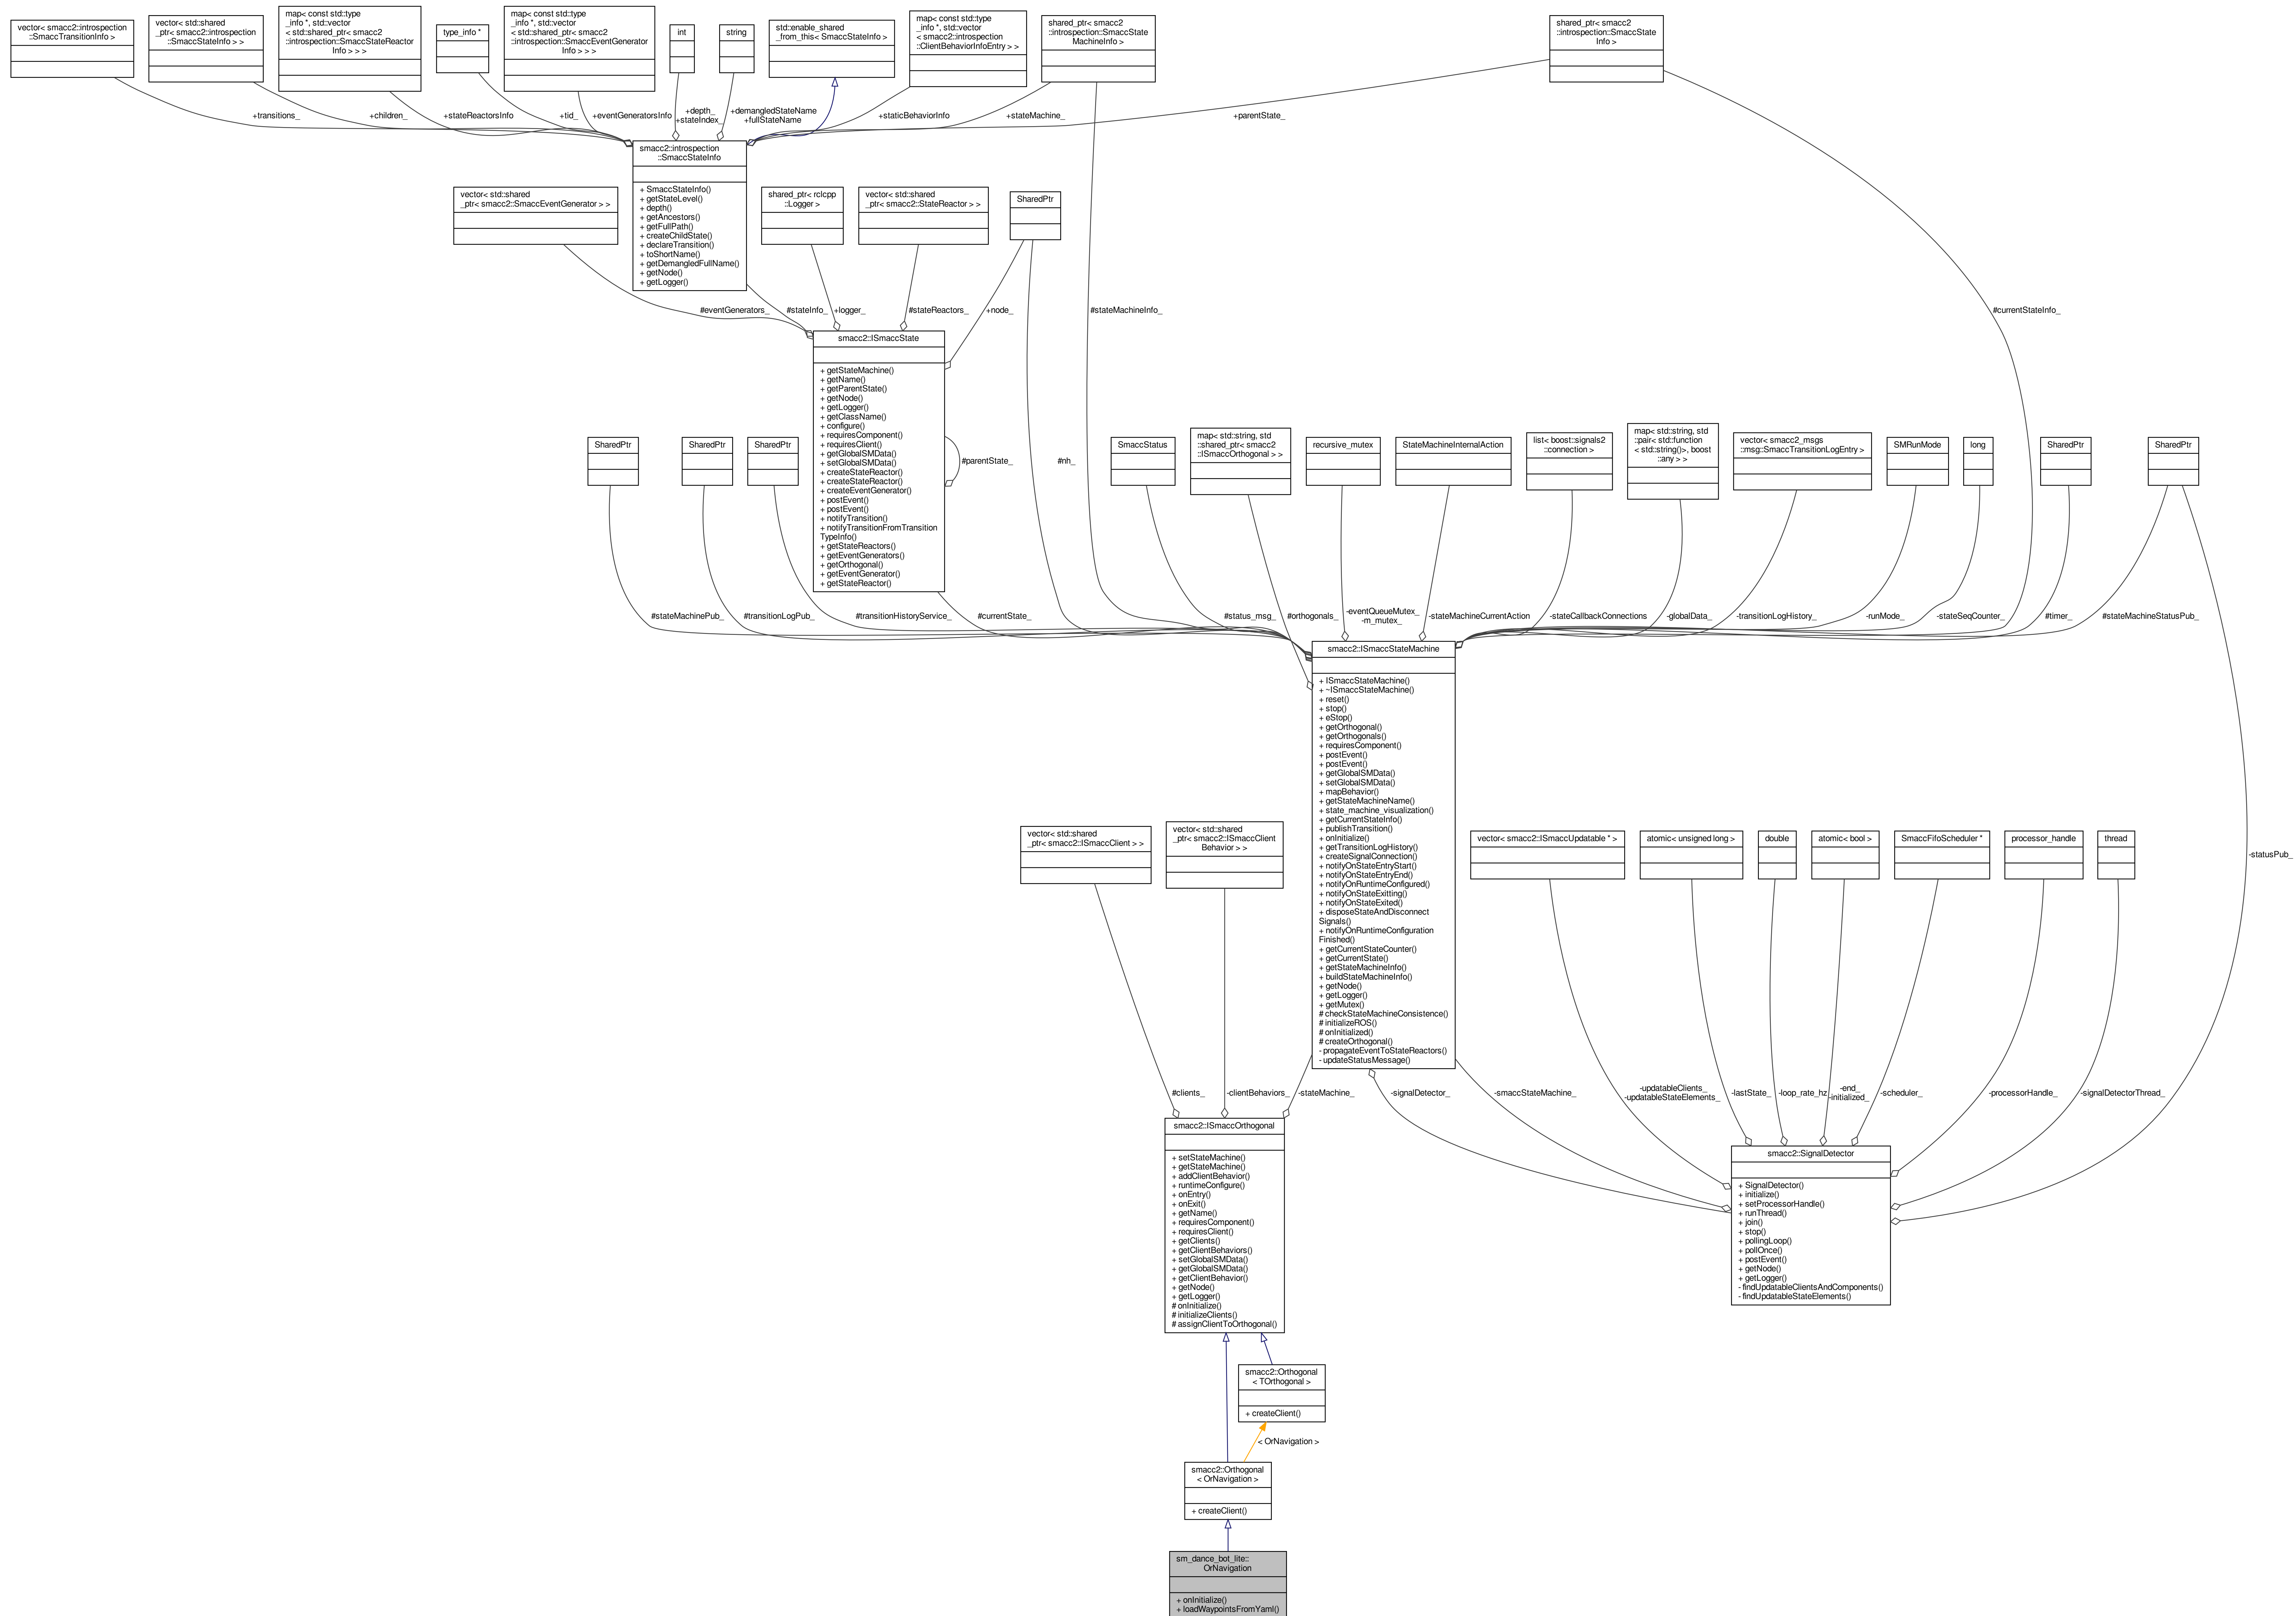 vector< smacc2::introspection
::SmaccTransitionInfo >
vector< std::shared
_ptr< smacc2::introspection
::SmaccStateInfo > >
map< const std::type
_info *, std::vector
< std::shared_ptr< smacc2
::introspection::SmaccStateReactor
Info > > >
type_info *
map< const std::type
_info *, std::vector
< std::shared_ptr< smacc2
::introspection::SmaccEventGenerator
Info > > >
int
string
std::enable_shared
_from_this< SmaccStateInfo >
map< const std::type
_info *, std::vector
< smacc2::introspection
::ClientBehaviorInfoEntry > >
shared_ptr< smacc2
::introspection::SmaccState
MachineInfo >
shared_ptr< smacc2
::introspection::SmaccState
Info >
+transitions_
+children_
+stateReactorsInfo
+tid_
+eventGeneratorsInfo
+depth_
+stateIndex_
+demangledStateName
+fullStateName
+staticBehaviorInfo
+stateMachine_
+parentState_
smacc2::introspection
::SmaccStateInfo
+ SmaccStateInfo()
+ getStateLevel()
+ depth()
+ getAncestors()
+ getFullPath()
+ createChildState()
+ declareTransition()
+ toShortName()
+ getDemangledFullName()
+ getNode()
+ getLogger()
vector< std::shared
_ptr< smacc2::SmaccEventGenerator > >
shared_ptr< rclcpp
::Logger >
vector< std::shared
_ptr< smacc2::StateReactor > >
SharedPtr
#eventGenerators_
#stateInfo_
+logger_
#stateReactors_
+node_
#stateMachineInfo_
#currentStateInfo_
smacc2::ISmaccState
+ getStateMachine()
+ getName()
+ getParentState()
+ getNode()
+ getLogger()
+ getClassName()
+ configure()
+ requiresComponent()
+ requiresClient()
+ getGlobalSMData()
+ setGlobalSMData()
+ createStateReactor()
+ createStateReactor()
+ createEventGenerator()
+ postEvent()
+ postEvent()
+ notifyTransition()
+ notifyTransitionFromTransition
TypeInfo()
+ getStateReactors()
+ getEventGenerators()
+ getOrthogonal()
+ getEventGenerator()
+ getStateReactor()
#parentState_
#nh_
SharedPtr
SharedPtr
SharedPtr
SmaccStatus
map< std::string, std
::shared_ptr< smacc2
::ISmaccOrthogonal > >
recursive_mutex
StateMachineInternalAction
list< boost::signals2
::connection >
map< std::string, std
::pair< std::function
< std::string()>, boost
::any > >
vector< smacc2_msgs
::msg::SmaccTransitionLogEntry >
SMRunMode
long
SharedPtr
SharedPtr
#stateMachinePub_
#transitionLogPub_
#transitionHistoryService_
#currentState_
#status_msg_
#orthogonals_
-eventQueueMutex_
-m_mutex_
-stateMachineCurrentAction
-stateCallbackConnections
-globalData_
-transitionLogHistory_
-runMode_
-stateSeqCounter_
#timer_
#stateMachineStatusPub_
smacc2::ISmaccStateMachine
+ ISmaccStateMachine()
+ ~ISmaccStateMachine()
+ reset()
+ stop()
+ eStop()
+ getOrthogonal()
+ getOrthogonals()
+ requiresComponent()
+ postEvent()
+ postEvent()
+ getGlobalSMData()
+ setGlobalSMData()
+ mapBehavior()
+ getStateMachineName()
+ state_machine_visualization()
+ getCurrentStateInfo()
+ publishTransition()
+ onInitialize()
+ getTransitionLogHistory()
+ createSignalConnection()
+ notifyOnStateEntryStart()
+ notifyOnStateEntryEnd()
+ notifyOnRuntimeConfigured()
+ notifyOnStateExitting()
+ notifyOnStateExited()
+ disposeStateAndDisconnect
Signals()
+ notifyOnRuntimeConfiguration
Finished()
+ getCurrentStateCounter()
+ getCurrentState()
+ getStateMachineInfo()
+ buildStateMachineInfo()
+ getNode()
+ getLogger()
+ getMutex()
# checkStateMachineConsistence()
# initializeROS()
# onInitialized()
# createOrthogonal()
- propagateEventToStateReactors()
- updateStatusMessage()
vector< std::shared
_ptr< smacc2::ISmaccClient > >
vector< std::shared
_ptr< smacc2::ISmaccClient
Behavior > >
vector< smacc2::ISmaccUpdatable * >
atomic< unsigned long >
double
atomic< bool >
SmaccFifoScheduler *
processor_handle
thread
-statusPub_
#clients_
-clientBehaviors_
-stateMachine_
-signalDetector_
-smaccStateMachine_
-updatableClients_
-updatableStateElements_
-lastState_
-loop_rate_hz
-end_
-initialized_
-scheduler_
-processorHandle_
-signalDetectorThread_
smacc2::ISmaccOrthogonal
+ setStateMachine()
+ getStateMachine()
+ addClientBehavior()
+ runtimeConfigure()
+ onEntry()
+ onExit()
+ getName()
+ requiresComponent()
+ requiresClient()
+ getClients()
+ getClientBehaviors()
+ setGlobalSMData()
+ getGlobalSMData()
+ getClientBehavior()
+ getNode()
+ getLogger()
# onInitialize()
# initializeClients()
# assignClientToOrthogonal()
smacc2::SignalDetector
+ SignalDetector()
+ initialize()
+ setProcessorHandle()
+ runThread()
+ join()
+ stop()
+ pollingLoop()
+ pollOnce()
+ postEvent()
+ getNode()
+ getLogger()
- findUpdatableClientsAndComponents()
- findUpdatableStateElements()
smacc2::Orthogonal
< TOrthogonal >
+ createClient()
< OrNavigation >
smacc2::Orthogonal
< OrNavigation >
+ createClient()
sm_dance_bot_lite::
OrNavigation
+ onInitialize()
+ loadWaypointsFromYaml()